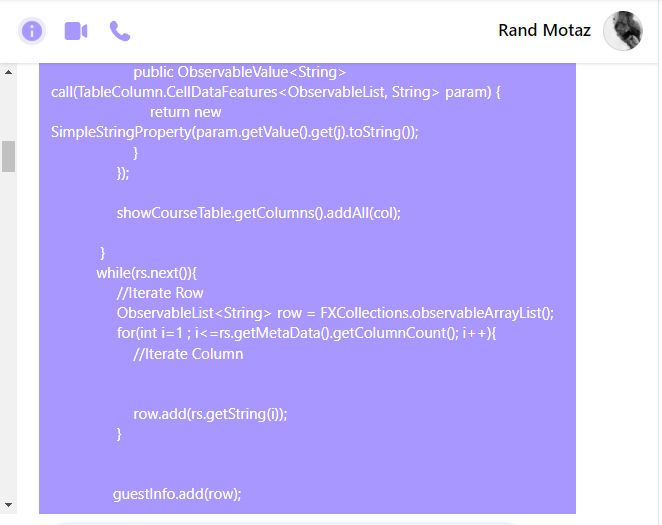 Rand Motaz
public ObservableValue<String>
call(TableColumn.CellDataFeatures<ObservableList, String> param) {
return new
SimpleStringProperty(param.getValue().get(j).toString());
}
});
showCourseTable.getColumns().addAll(col);
}
while(rs.next()){
//Iterate Row
ObservableList<String> row = FXCollections.observableArrayList();
for(int i=1 ; i<=rs.getMetaData().getColumnCount(); i++){
//Iterate Column
row.add(rs.getString(i));
}
guestInfo.add(row);